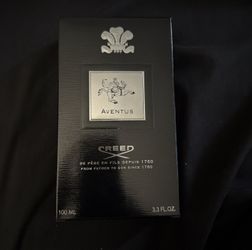 AVENTUS
CREED
DE PÈRE EN FILS DEPUIS 1760
FROM FATHER TO SON SINCE 1760
100 ML 3.3 FL.OZ.